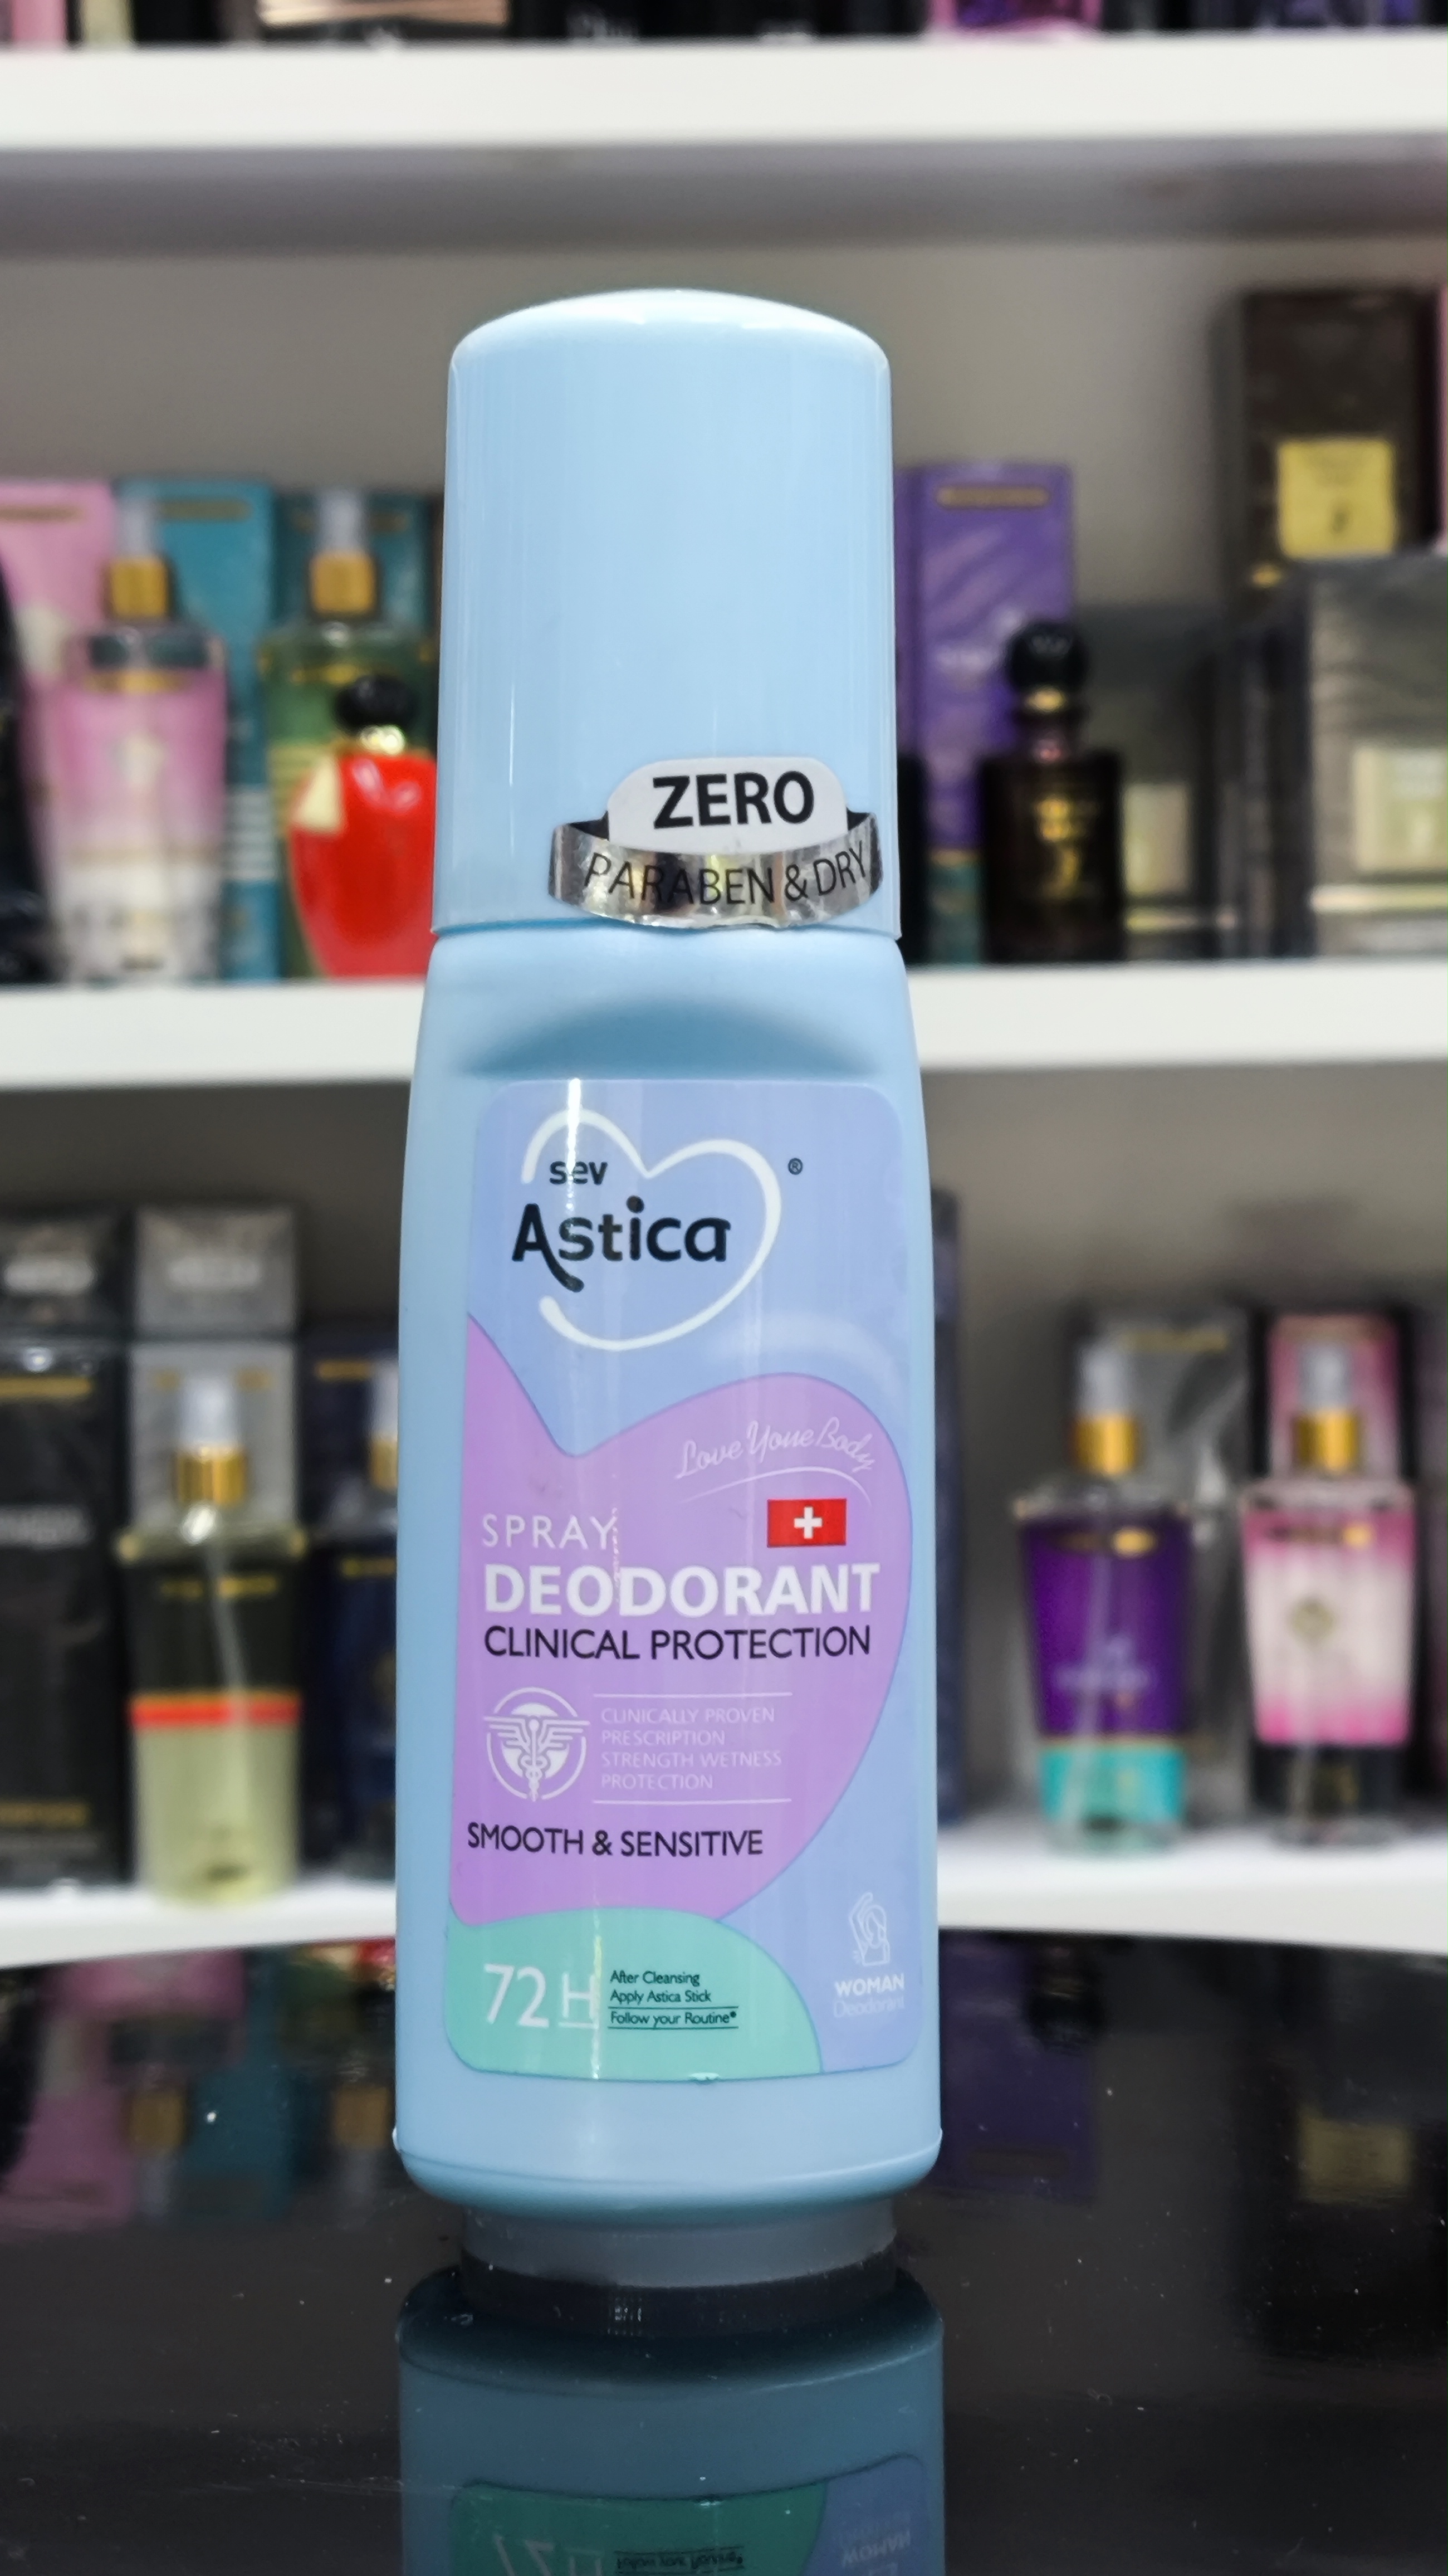 ZERO
PARABEN & DRY
sev
Astica
®
Love Youe Body
SPRAY
DEODORANT
CLINICAL PROTECTION
CLINICALLY PROVEN
PRESCRIPTION
STRENGTH WETNESS
PROTECTION
SMOOTH & SENSITIVE
72 H
After Cleansing
Apply Astica Stick
Follow your Routine*
WOMAN
Deodorant